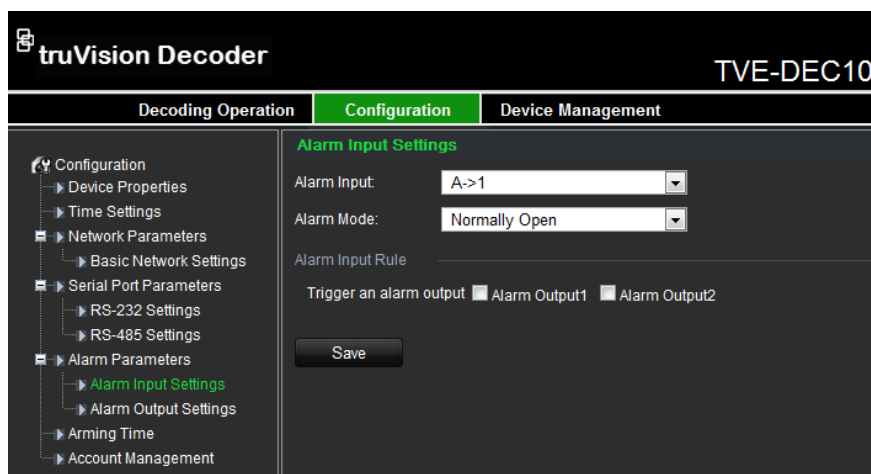 truVision Decoder
TVE-DEC10
Decoding Operation Configuration Device Management
Configuration
Device Properties
Time Settings
Network Parameters
Basic Network Settings
Serial Port Parameters
RS-232 Settings
RS-485 Settings
Alarm Parameters
Alarm Input Settings
Alarm Output Settings
Arming Time
Account Management
Alarm Input Settings
Alarm Input: A->1
Alarm Mode: Normally Open
Alarm Input Rule
Trigger an alarm output Alarm Output1 Alarm Output2
Save